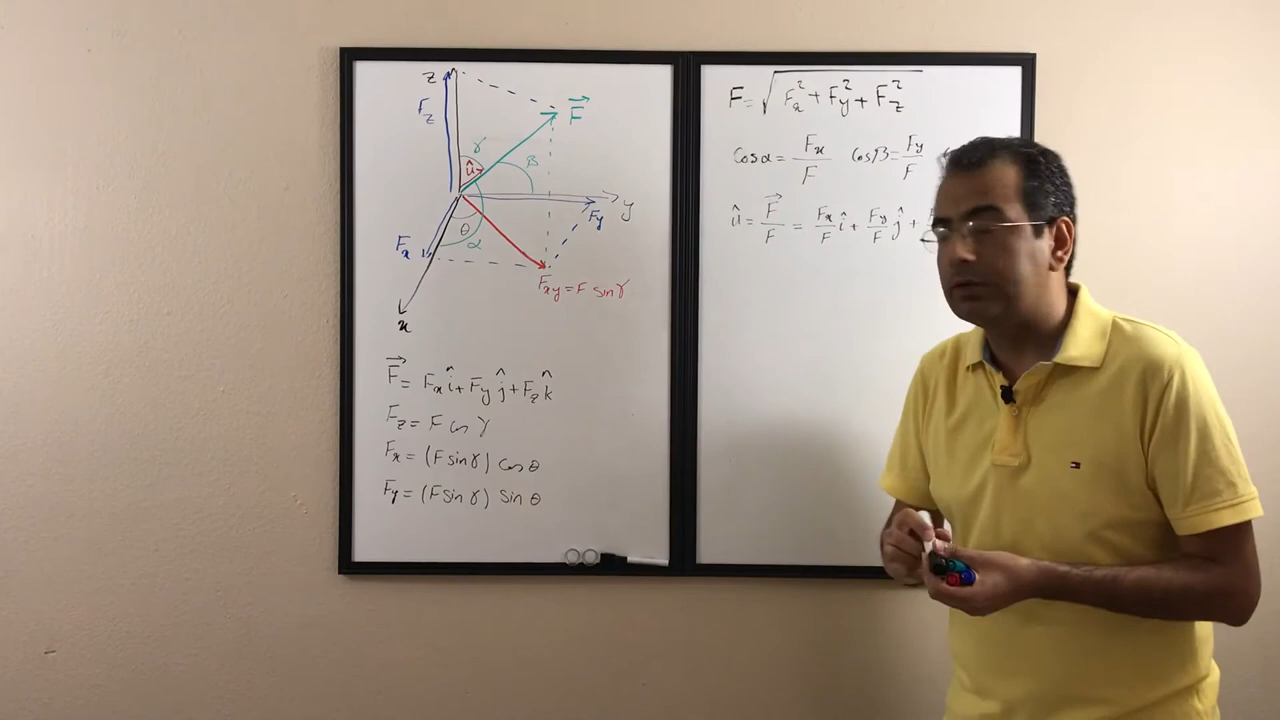 z
F_z
F⃗
γ
û
β
y
F_y
θ
α
F_x
F_xy = F sin γ
x
F⃗ = F_x î + F_y ĵ + F_z k̂
F_z = F cos γ
F_x = (F sin γ) cos θ
F_y = (F sin γ) sin θ
F = √(F_x² + F_y² + F_z²)
cos α = F_x / F cos β = F_y / F
û = F⃗ / F = F_x / F î + F_y / F ĵ +